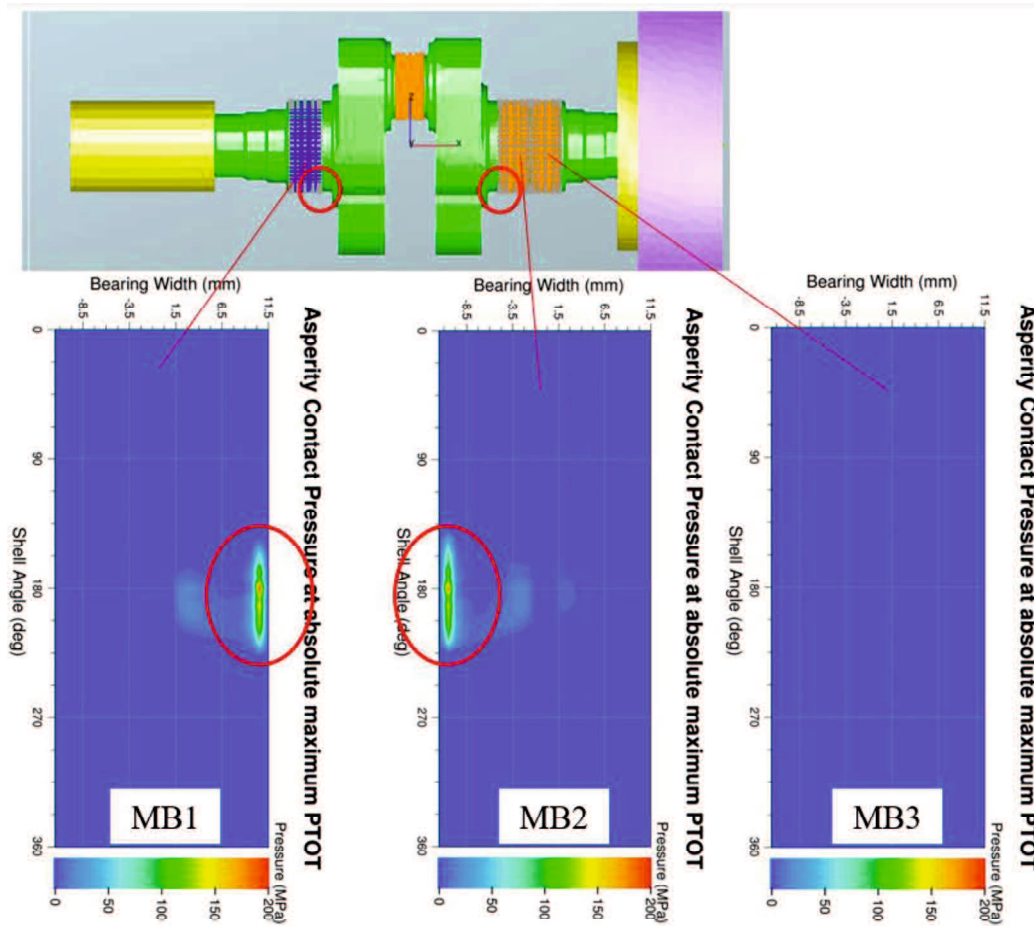 Bearing Width (mm)
-8.5 -3.5 1.5 6.5 11.5
0
90
180
270
360
Shell Angle (deg)
Asperity Contact Pressure at absolute maximum PTOT
MB1
Pressure (MPa)
0 50 100 150 200
Bearing Width (mm)
-8.5 -3.5 1.5 6.5 11.5
0
90
180
270
360
Shell Angle (deg)
Asperity Contact Pressure at absolute maximum PTOT
MB2
Pressure (MPa)
0 50 100 150 200
Bearing Width (mm)
-8.5 -3.5 1.5 6.5 11.5
0
90
180
270
360
Shell Angle (deg)
Asperity Contact Pressure at absolute maximum PTOT
MB3
Pressure (MPa)
0 50 100 150 200